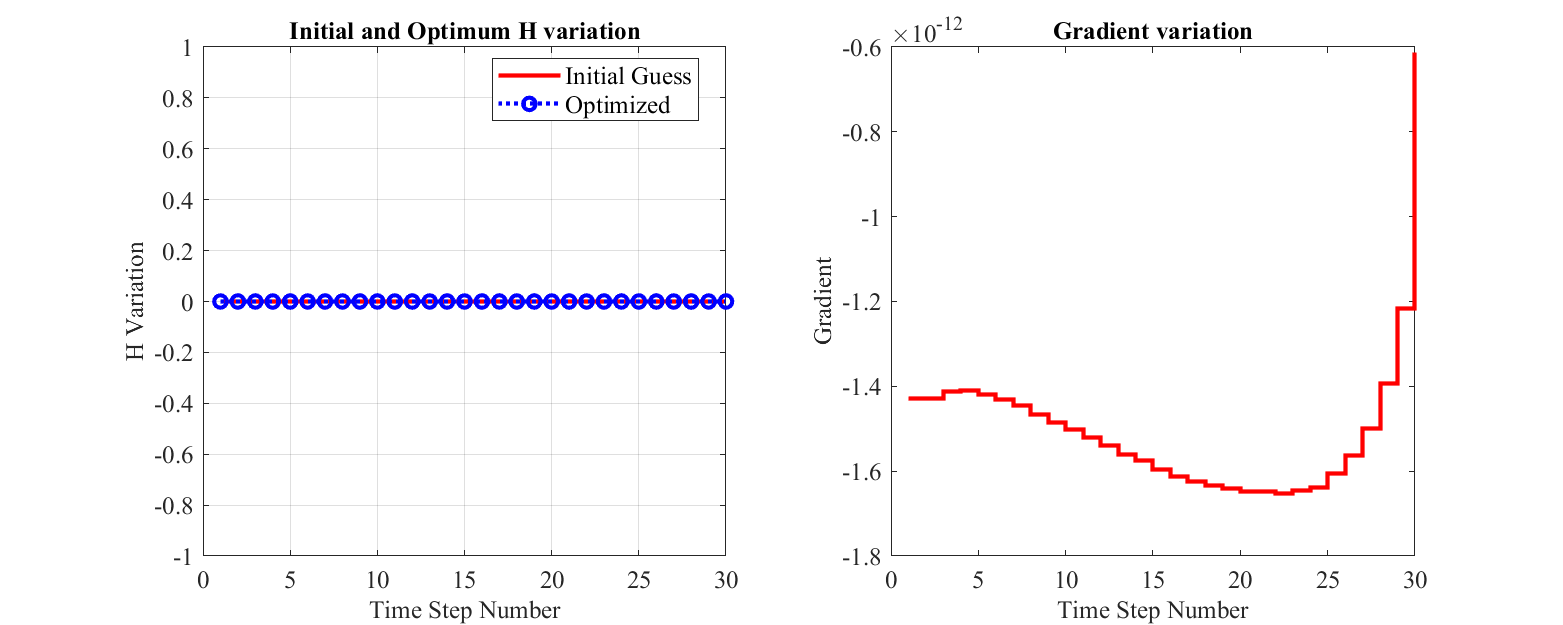 Initial and Optimum H variation
1
0.8
0.6
0.4
0.2
0
-0.2
-0.4
-0.6
-0.8
-1
H Variation
Initial Guess
Optimized
0 5 10 15 20 25 30
Time Step Number
×10-12
Gradient variation
-0.6
-0.8
-1
-1.2
-1.4
-1.6
-1.8
Gradient
0 5 10 15 20 25 30
Time Step Number